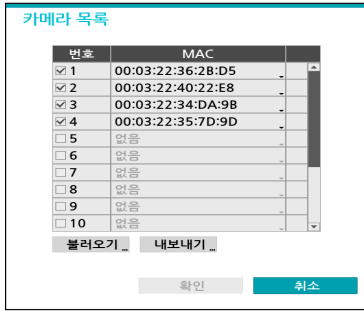 카메라 목록
번호 MAC
1 00:03:22:36:2B:D5
2 00:03:22:40:22:E8
3 00:03:22:34:DA:9B
4 00:03:22:35:7D:9D
5 없음
6 없음
7 없음
8 없음
9 없음
10 없음
불러오기... 내보내기...
확인 취소